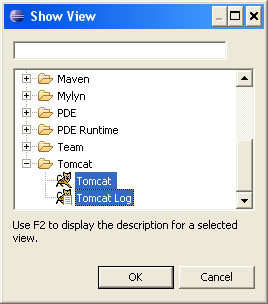 Show View
Maven
Mylyn
PDE
PDE Runtime
Team
Tomcat
Tomcat
Tomcat Log
Use F2 to display the description for a selected
view.
OK
Cancel